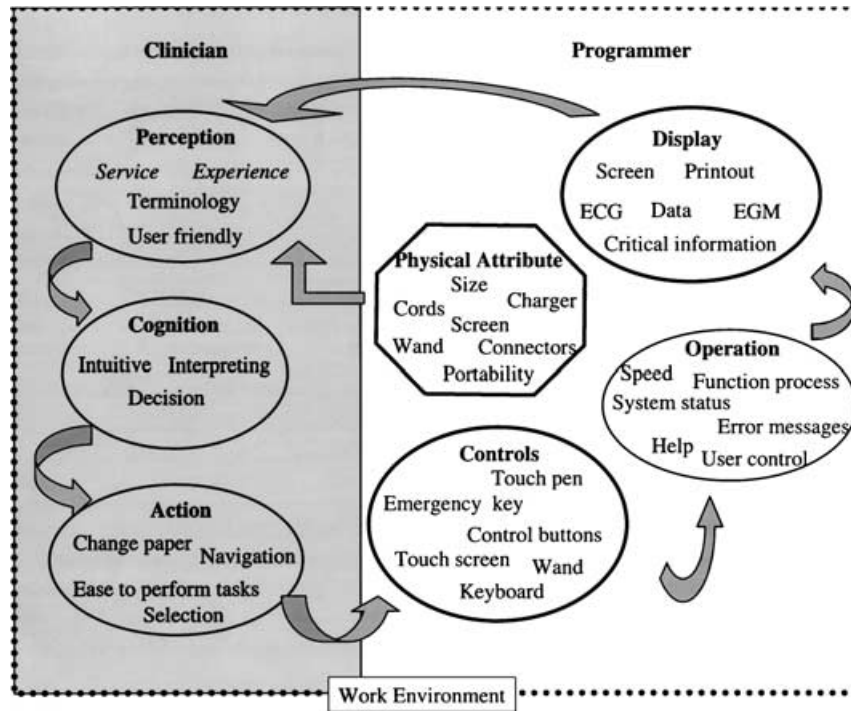 Clinician
Programmer
Perception
Service Experience
Terminology
User friendly
Display
Screen Printout
ECG Data EGM
Critical information
Physical Attribute
Size
Cords Charger
Screen
Wand Connectors
Portability
Cognition
Intuitive Interpreting
Decision
Operation
Speed Function process
System status
Error messages
Help User control
Controls
Touch pen
Emergency key
Control buttons
Touch screen Wand
Keyboard
Action
Change paper Navigation
Ease to perform tasks
Selection
Work Environment